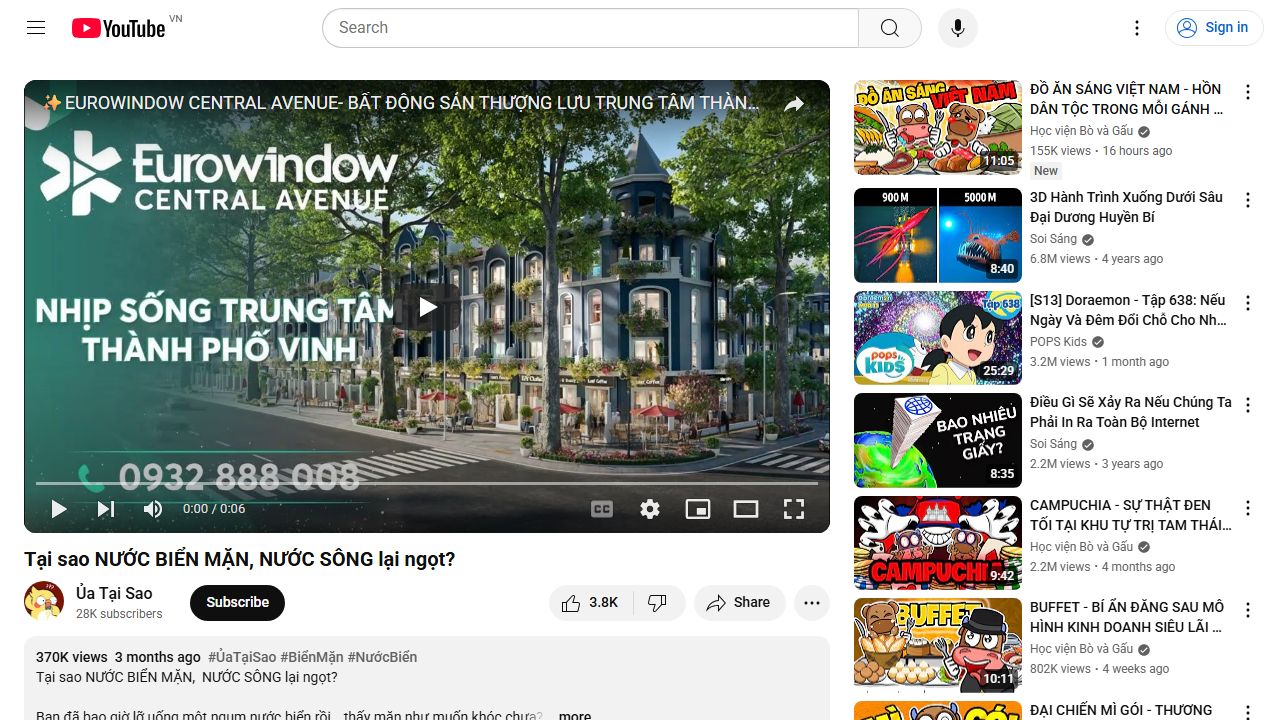 YouTube VN
Search
Sign in
✨EUROWINDOW CENTRAL AVENUE- BẤT ĐỘNG SẢN THƯỢNG LƯU TRUNG TÂM THÀN...
Eurowindow
CENTRAL AVENUE
NHỊP SỐNG TRUNG TÂM
THÀNH PHỐ VINH
0932 888 008
0:00 / 0:06
CC
Tại sao NƯỚC BIỂN MẶN, NƯỚC SÔNG lại ngọt?
Ủa Tại Sao
28K subscribers
Subscribe
3.8K
Share
370K views 3 months ago #ỦaTạiSao #BiểnMặn #NướcBiển
Tại sao NƯỚC BIỂN MẶN, NƯỚC SÔNG lại ngọt?
Bạn đã bao giờ lỡ uống một ngụm nước biển rồi... thấy mặn như muốn khóc chưa? ...more
ĐỒ ĂN SÁNG VIỆT NAM
11:05
ĐỒ ĂN SÁNG VIỆT NAM - HỒN
DÂN TỘC TRONG MỖI GÁNH ...
Học viện Bò và Gấu
155K views • 16 hours ago
New
900 M 5000 M
8:40
3D Hành Trình Xuống Dưới Sâu
Đại Dương Huyền Bí
Soi Sáng
6.8M views • 4 years ago
doraemon
Tập 638
POPS
KIDS
25:29
[S13] Doraemon - Tập 638: Nếu
Ngày Và Đêm Đổi Chỗ Cho Nh...
POPS Kids
3.2M views • 1 month ago
BAO NHIÊU
TRANG
GIẤY?
8:35
Điều Gì Sẽ Xảy Ra Nếu Chúng Ta
Phải In Ra Toàn Bộ Internet
Soi Sáng
2.2M views • 3 years ago
CAMPUCHIA
9:42
CAMPUCHIA - SỰ THẬT ĐEN
TỐI TẠI KHU TỰ TRỊ TAM THÁI...
Học viện Bò và Gấu
2.2M views • 4 months ago
BUFFET
10:11
BUFFET - BÍ ẨN ĐẰNG SAU MÔ
HÌNH KINH DOANH SIÊU LÃI ...
Học viện Bò và Gấu
802K views • 4 weeks ago
ĐẠI CHIẾN MÌ GÓI - THƯƠNG